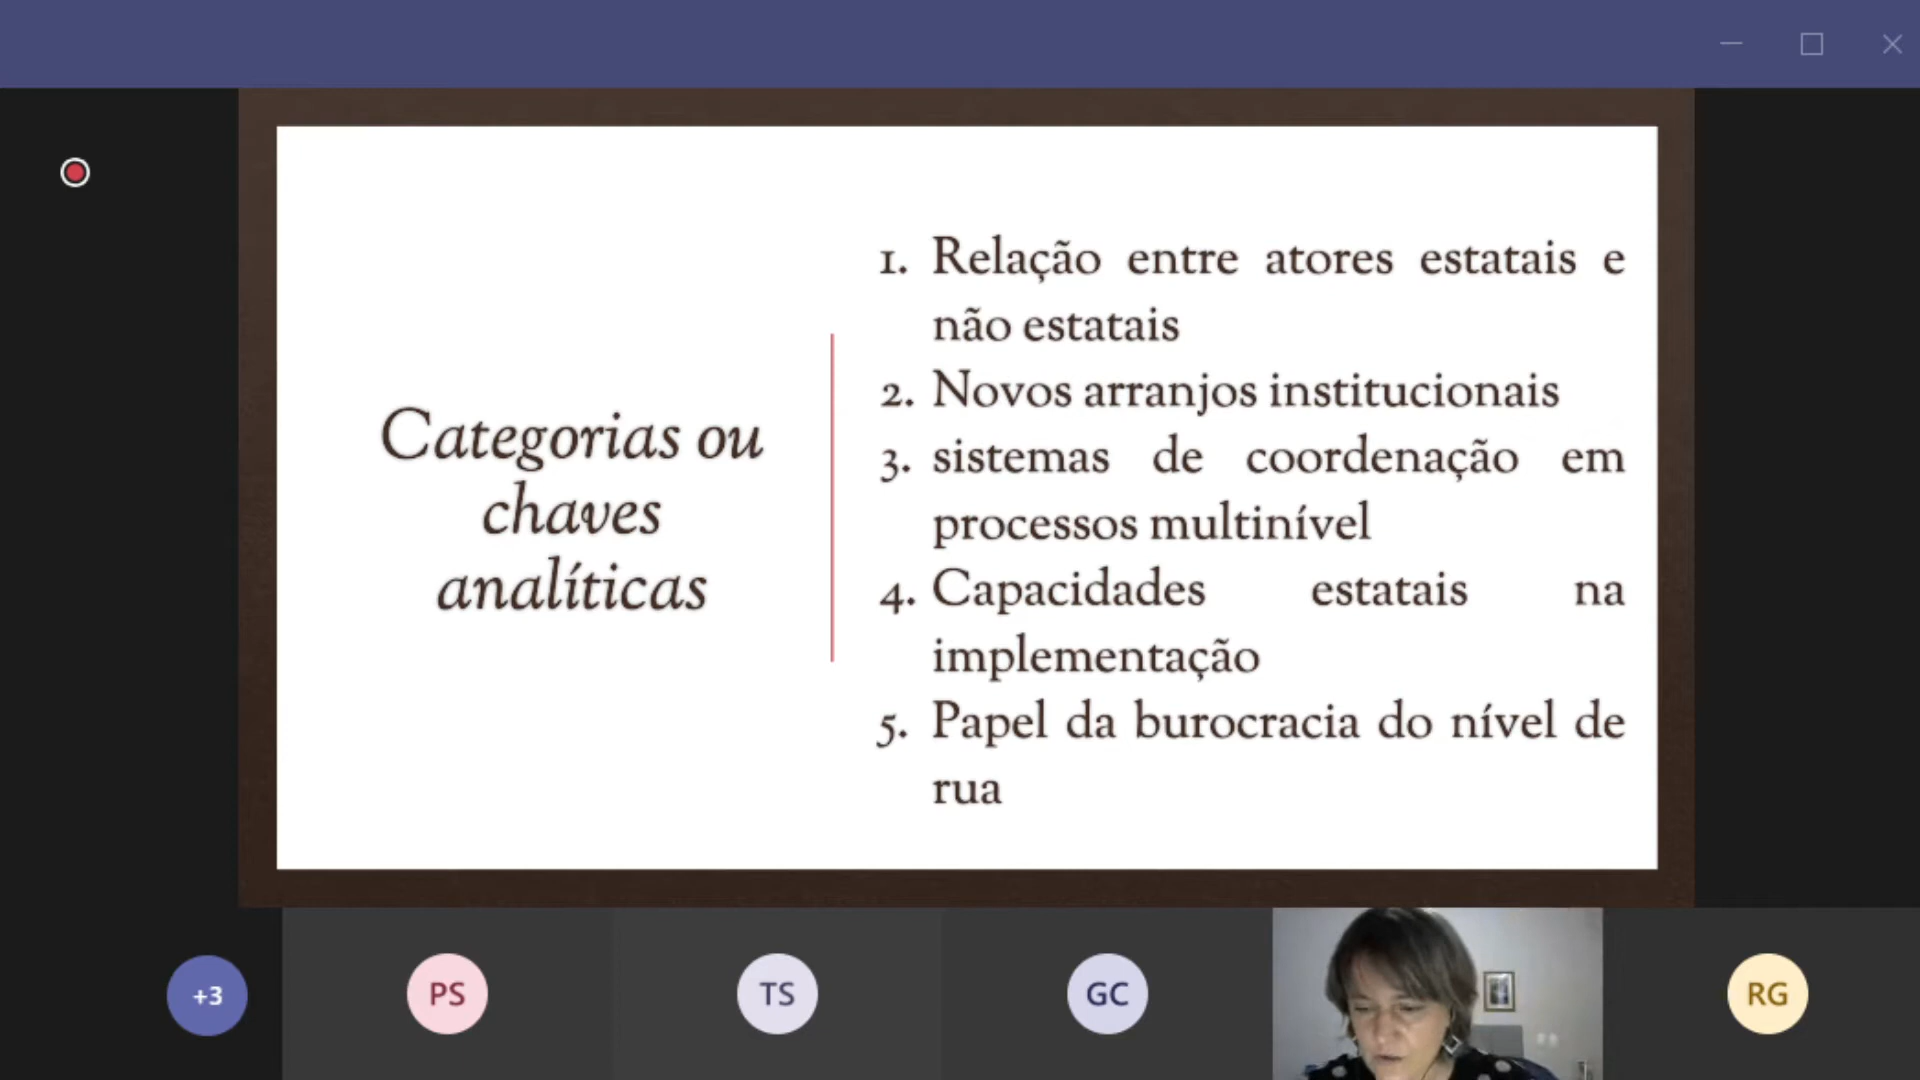 Categorias ou
chaves
analíticas
1. Relação entre atores estatais e
não estatais
2. Novos arranjos institucionais
3. sistemas de coordenação em
processos multinível
4. Capacidades estatais na
implementação
5. Papel da burocracia do nível de
rua
+3
PS
TS
GC
RG